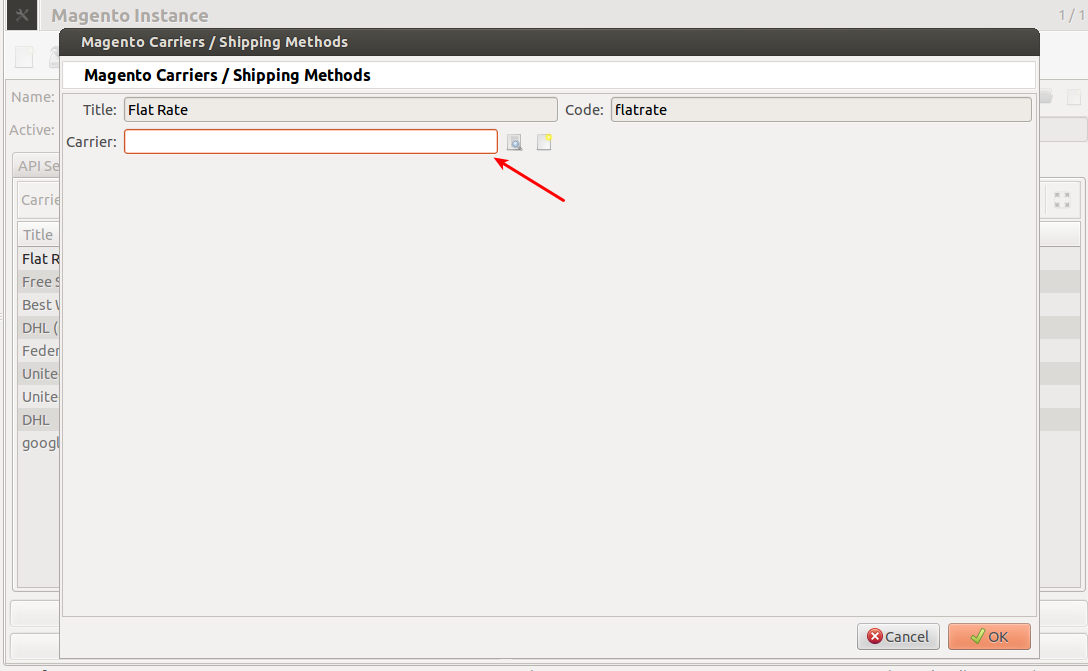 Magento Instance
1 / 1
Magento Carriers / Shipping Methods
Magento Carriers / Shipping Methods
Name:
Title: Flat Rate Code: flatrate
Active:
Carrier:
API Se
Carrie
Title
Flat R
Free S
Best W
DHL (
Feder
Unite
Unite
DHL
googl
Cancel OK